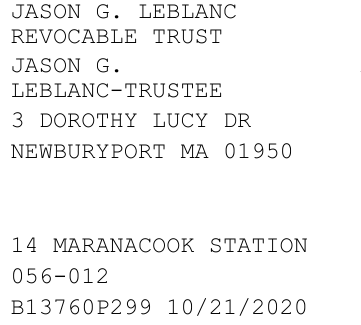 JASON G. LEBLANC
REVOCABLE TRUST
JASON G.
LEBLANC-TRUSTEE
3 DOROTHY LUCY DR
NEWBURYPORT MA 01950
14 MARANACOOK STATION
056-012
B13760P299 10/21/2020